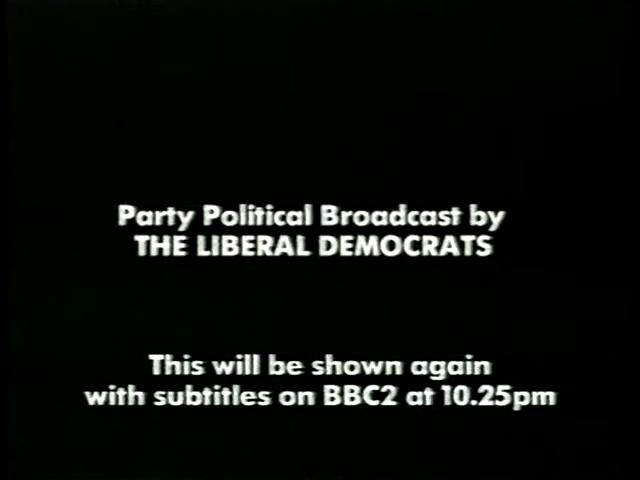 Party Political Broadcast by
THE LIBERAL DEMOCRATS
This will be shown again
with subtitles on BBC2 at 10.25pm